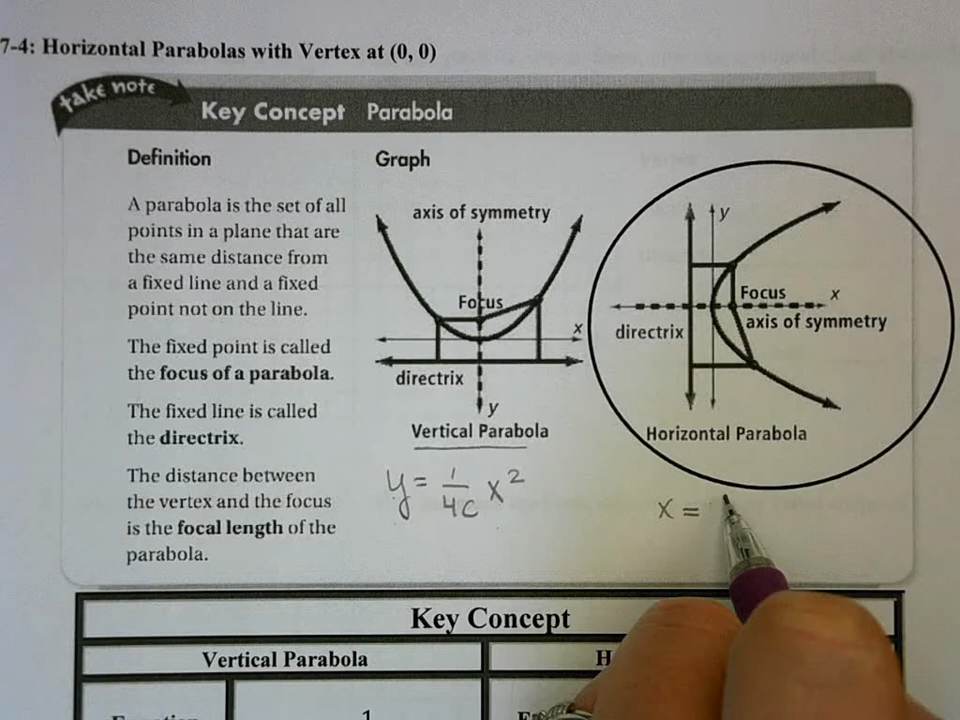 7-4: Horizontal Parabolas with Vertex at (0, 0)
take note
Key Concept Parabola
Definition
A parabola is the set of all
points in a plane that are
the same distance from
a fixed line and a fixed
point not on the line.
The fixed point is called
the focus of a parabola.
The fixed line is called
the directrix.
The distance between
the vertex and the focus
is the focal length of the
parabola.
Graph
axis of symmetry
Focus
x
directrix
y
Vertical Parabola
y = 1/4c x²
y
Focus x
directrix
axis of symmetry
Horizontal Parabola
x =
Key Concept
Vertical Parabola
H
Equation
1